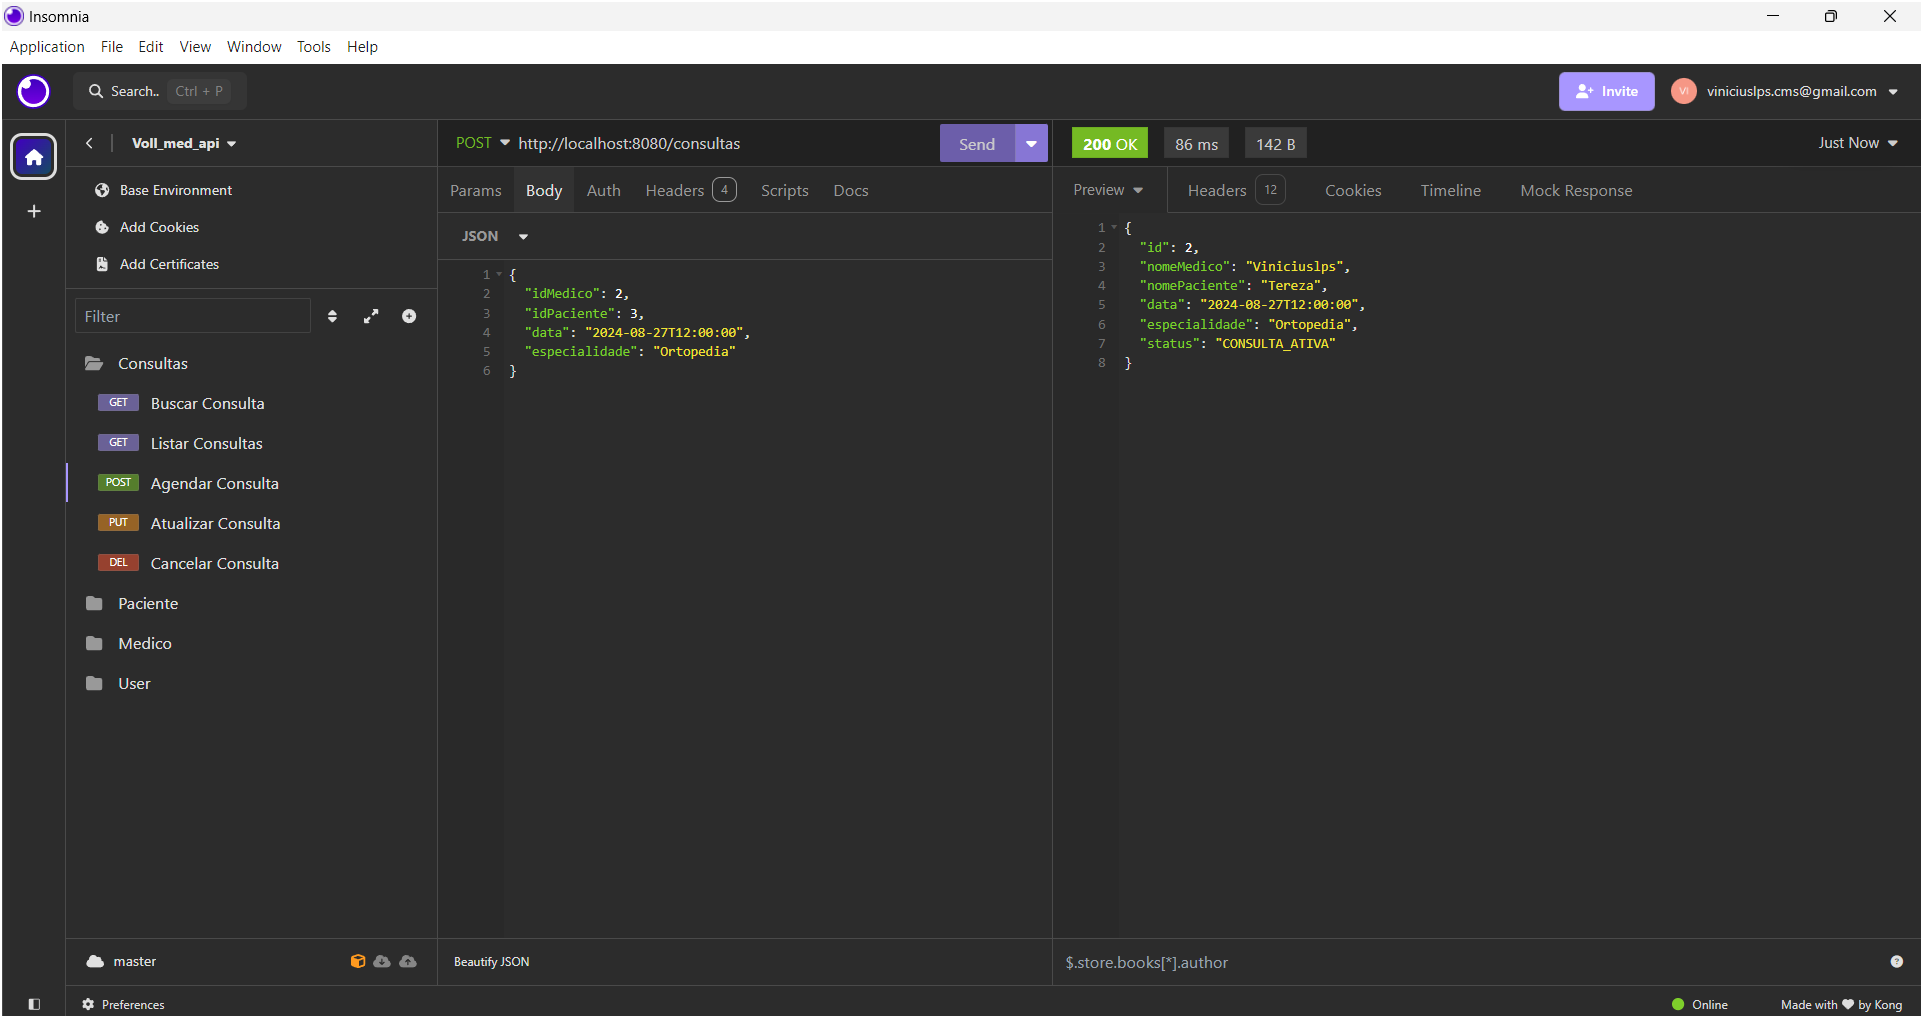 Insomnia
Application File Edit View Window Tools Help
Search.. Ctrl + P
Invite
VI viniciuslps.cms@gmail.com
Voll_med_api
Base Environment
Add Cookies
Add Certificates
Filter
Consultas
GET Buscar Consulta
GET Listar Consultas
POST Agendar Consulta
PUT Atualizar Consulta
DEL Cancelar Consulta
Paciente
Medico
User
master
Preferences
POST http://localhost:8080/consultas Send
Params Body Auth Headers 4 Scripts Docs
JSON
1 {
2 "idMedico": 2,
3 "idPaciente": 3,
4 "data": "2024-08-27T12:00:00",
5 "especialidade": "Ortopedia"
6 }
Beautify JSON
200 OK 86 ms 142 B Just Now
Preview Headers 12 Cookies Timeline Mock Response
1 {
2 "id": 2,
3 "nomeMedico": "Viniciuslps",
4 "nomePaciente": "Tereza",
5 "data": "2024-08-27T12:00:00",
6 "especialidade": "Ortopedia",
7 "status": "CONSULTA_ATIVA"
8 }
$.store.books[*].author
Online Made with ❤ by Kong